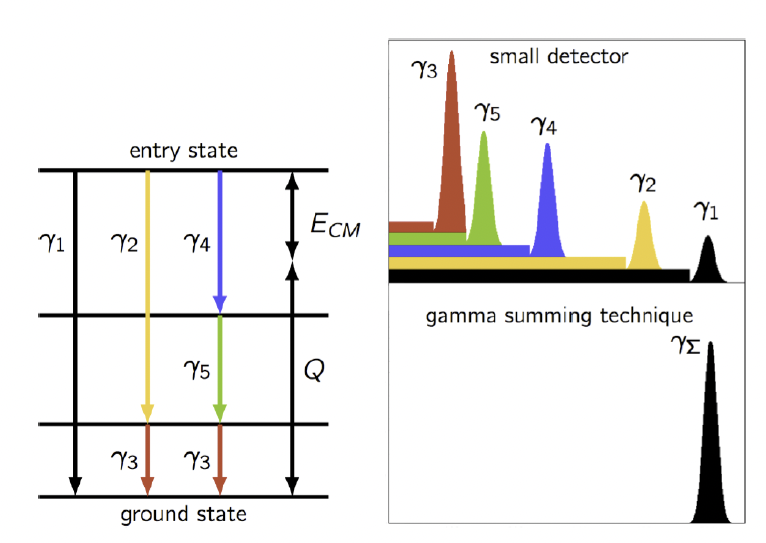 entry state
γ1
γ2
γ4
E_CM
γ5
Q
γ3
γ3
ground state
small detector
γ3
γ5
γ4
γ2
γ1
gamma summing technique
γΣ